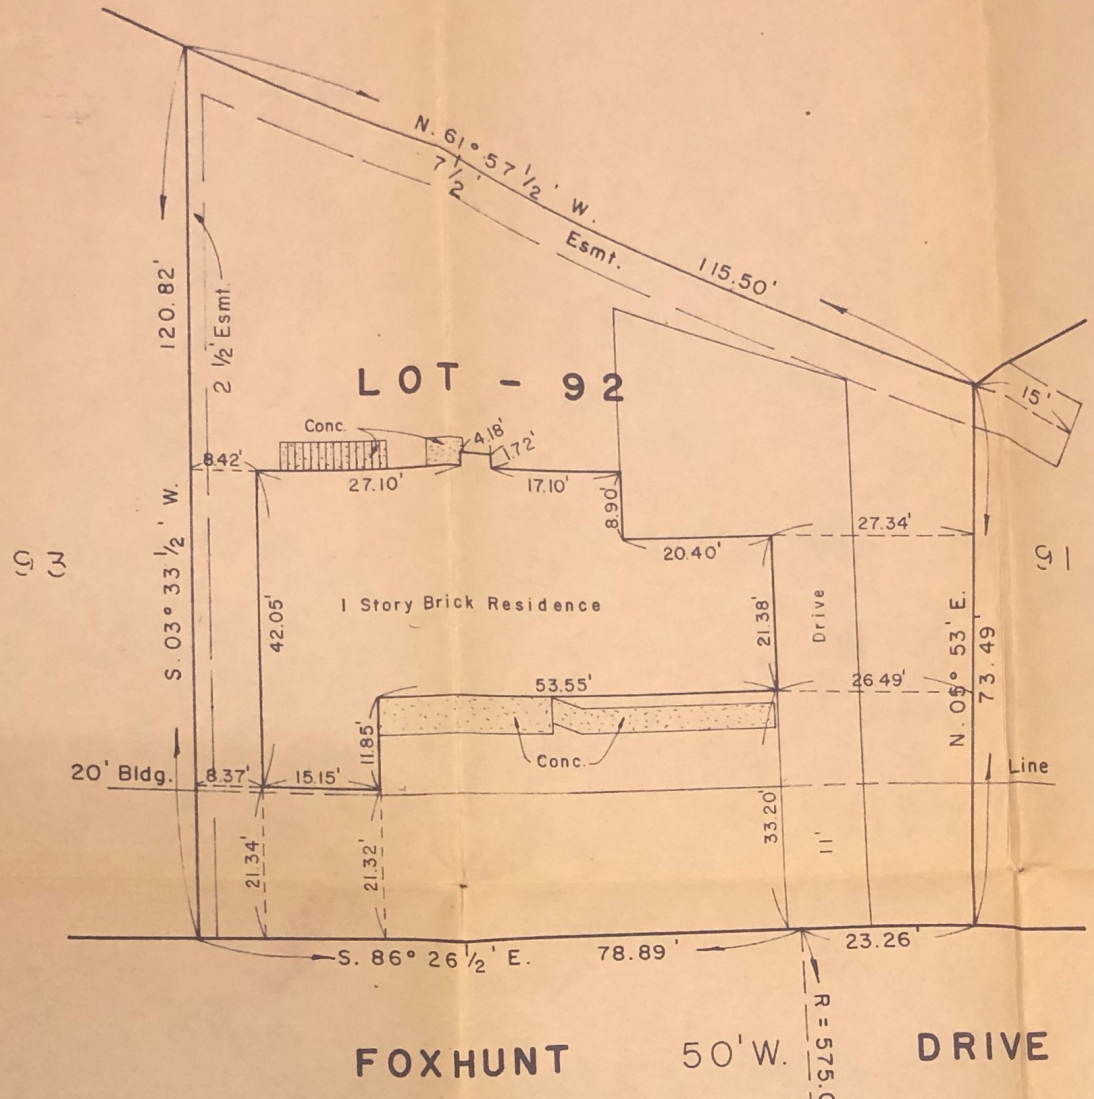 N. 61° 57 1/2' W.
7 1/2'
Esmt.
115.50'
120.82'
2 1/2' Esmt.
LOT - 92
15'
Conc.
4.18'
1.72'
8.42'
27.10'
17.10'
8.90'
27.34'
20.40'
S. 03° 33 1/2' W.
42.05'
1 Story Brick Residence
21.38'
Drive
N. 05° 53' E.
73.49'
53.55'
26.49'
11.85'
Conc.
20' Bldg.
Line
8.37'
15.15'
21.34'
21.32'
33.20'
11'
S. 86° 26 1/2' E.
78.89'
23.26'
FOXHUNT
50' W.
DRIVE